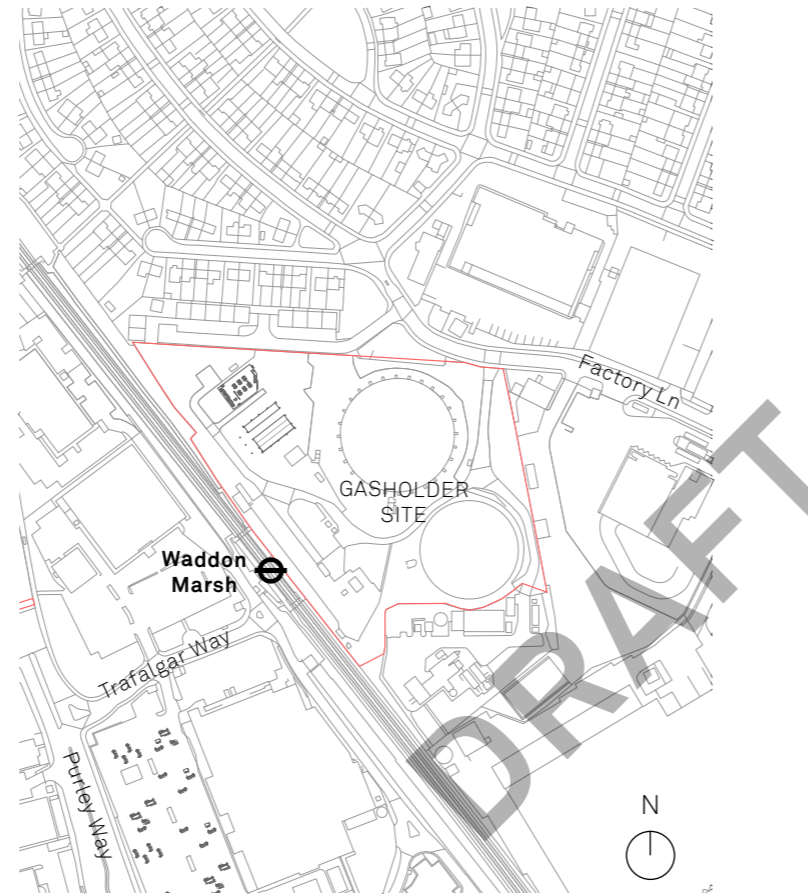 Factory Ln
GASHOLDER
SITE
Waddon
Marsh
Trafalgar Way
Purley Way
DRAFT
N